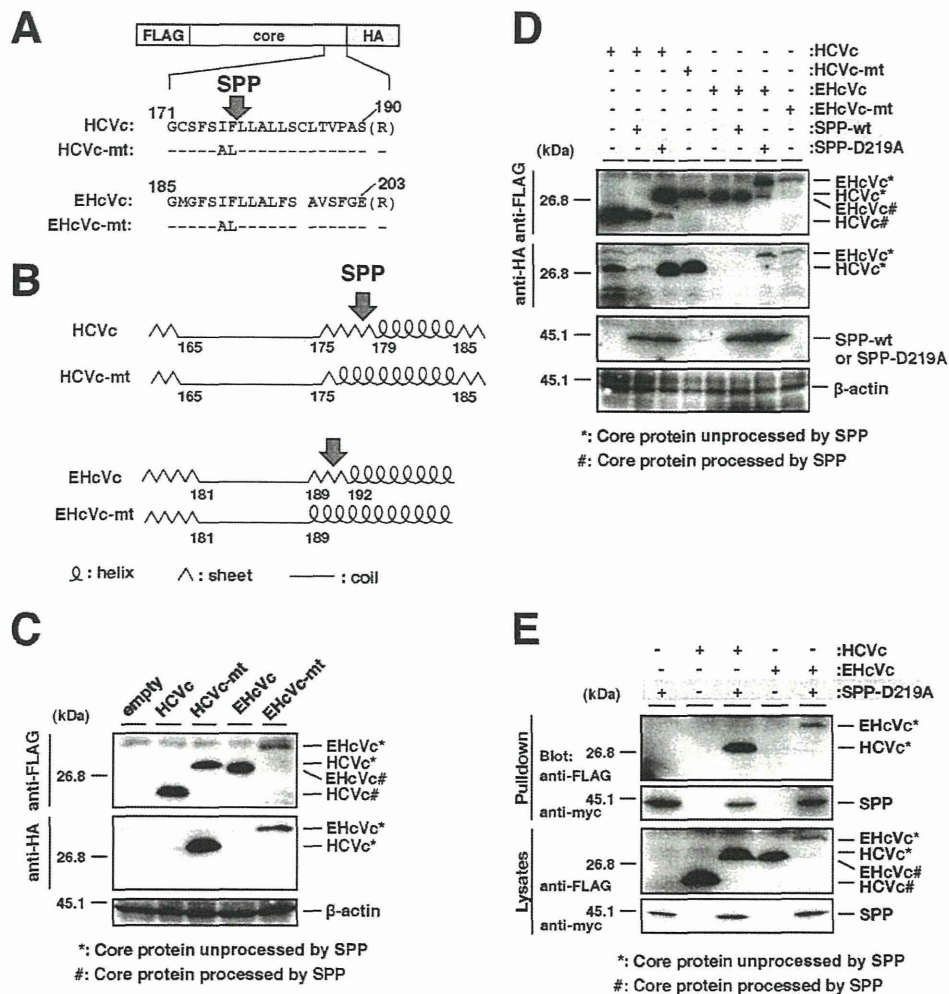 A
FLAG core HA
SPP
171 190
HCVc: GCSFSIFLLALLSCLTVPAS(R)
HCVc-mt: -----AL------------- -
185 203
EHcVc: GMGFSIFLLALFS AVSFGE(R)
EHcVc-mt: -----AL------ ------ -
B
SPP
HCVc
165 175 179 185
HCVc-mt
165 175 185
EHcVc
181 189 192
EHcVc-mt
181 189
: helix : sheet : coil
C
empty HCVc HCVc-mt EHcVc EHcVc-mt
(kDa)
anti-FLAG
26.8
EHcVc*
HCVc*
EHcVc#
HCVc#
anti-HA
26.8
EHcVc*
HCVc*
45.1
β-actin
*: Core protein unprocessed by SPP
#: Core protein processed by SPP
D
+ + + - - - - - :HCVc
- - - + - - - - :HCVc-mt
- - - - + + + - :EHcVc
- - - - - - - + :EHcVc-mt
- + - - - + - - :SPP-wt
- - + - - - + - :SPP-D219A
(kDa)
anti-FLAG
26.8
EHcVc*
HCVc*
EHcVc#
HCVc#
anti-HA
26.8
EHcVc*
HCVc*
45.1
SPP-wt
or SPP-D219A
45.1
β-actin
*: Core protein unprocessed by SPP
#: Core protein processed by SPP
E
- + + - - :HCVc
- - - + + :EHcVc
+ - + - + :SPP-D219A
(kDa)
Pulldown
Blot: 26.8
anti-FLAG
EHcVc*
HCVc*
45.1
anti-myc
SPP
Lysates
26.8
anti-FLAG
EHcVc*
HCVc*
EHcVc#
HCVc#
45.1
anti-myc
SPP
*: Core protein unprocessed by SPP
#: Core protein processed by SPP